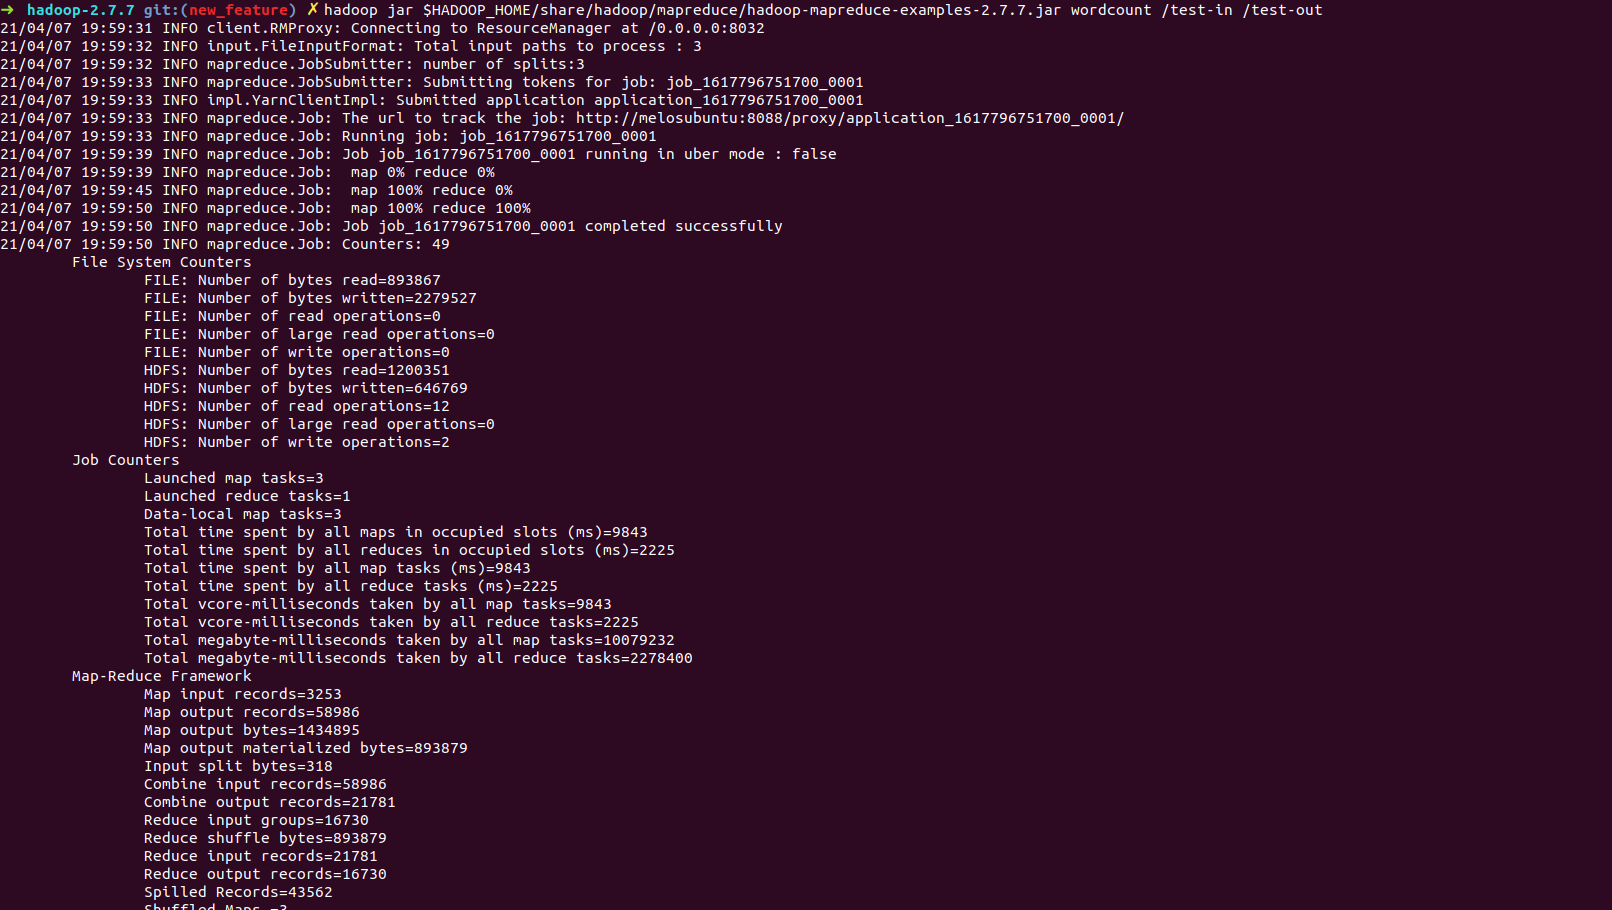 ➜  hadoop-2.7.7 git:(new_feature) ✗ hadoop jar $HADOOP_HOME/share/hadoop/mapreduce/hadoop-mapreduce-examples-2.7.7.jar wordcount /test-in /test-out
21/04/07 19:59:31 INFO client.RMProxy: Connecting to ResourceManager at /0.0.0.0:8032
21/04/07 19:59:32 INFO input.FileInputFormat: Total input paths to process : 3
21/04/07 19:59:32 INFO mapreduce.JobSubmitter: number of splits:3
21/04/07 19:59:33 INFO mapreduce.JobSubmitter: Submitting tokens for job: job_1617796751700_0001
21/04/07 19:59:33 INFO impl.YarnClientImpl: Submitted application application_1617796751700_0001
21/04/07 19:59:33 INFO mapreduce.Job: The url to track the job: http://melosubuntu:8088/proxy/application_1617796751700_0001/
21/04/07 19:59:33 INFO mapreduce.Job: Running job: job_1617796751700_0001
21/04/07 19:59:39 INFO mapreduce.Job: Job job_1617796751700_0001 running in uber mode : false
21/04/07 19:59:39 INFO mapreduce.Job:  map 0% reduce 0%
21/04/07 19:59:45 INFO mapreduce.Job:  map 100% reduce 0%
21/04/07 19:59:50 INFO mapreduce.Job:  map 100% reduce 100%
21/04/07 19:59:50 INFO mapreduce.Job: Job job_1617796751700_0001 completed successfully
21/04/07 19:59:50 INFO mapreduce.Job: Counters: 49
File System Counters
FILE: Number of bytes read=893867
FILE: Number of bytes written=2279527
FILE: Number of read operations=0
FILE: Number of large read operations=0
FILE: Number of write operations=0
HDFS: Number of bytes read=1200351
HDFS: Number of bytes written=646769
HDFS: Number of read operations=12
HDFS: Number of large read operations=0
HDFS: Number of write operations=2
Job Counters
Launched map tasks=3
Launched reduce tasks=1
Data-local map tasks=3
Total time spent by all maps in occupied slots (ms)=9843
Total time spent by all reduces in occupied slots (ms)=2225
Total time spent by all map tasks (ms)=9843
Total time spent by all reduce tasks (ms)=2225
Total vcore-milliseconds taken by all map tasks=9843
Total vcore-milliseconds taken by all reduce tasks=2225
Total megabyte-milliseconds taken by all map tasks=10079232
Total megabyte-milliseconds taken by all reduce tasks=2278400
Map-Reduce Framework
Map input records=3253
Map output records=58986
Map output bytes=1434895
Map output materialized bytes=893879
Input split bytes=318
Combine input records=58986
Combine output records=21781
Reduce input groups=16730
Reduce shuffle bytes=893879
Reduce input records=21781
Reduce output records=16730
Spilled Records=43562
Shuffled Maps =3